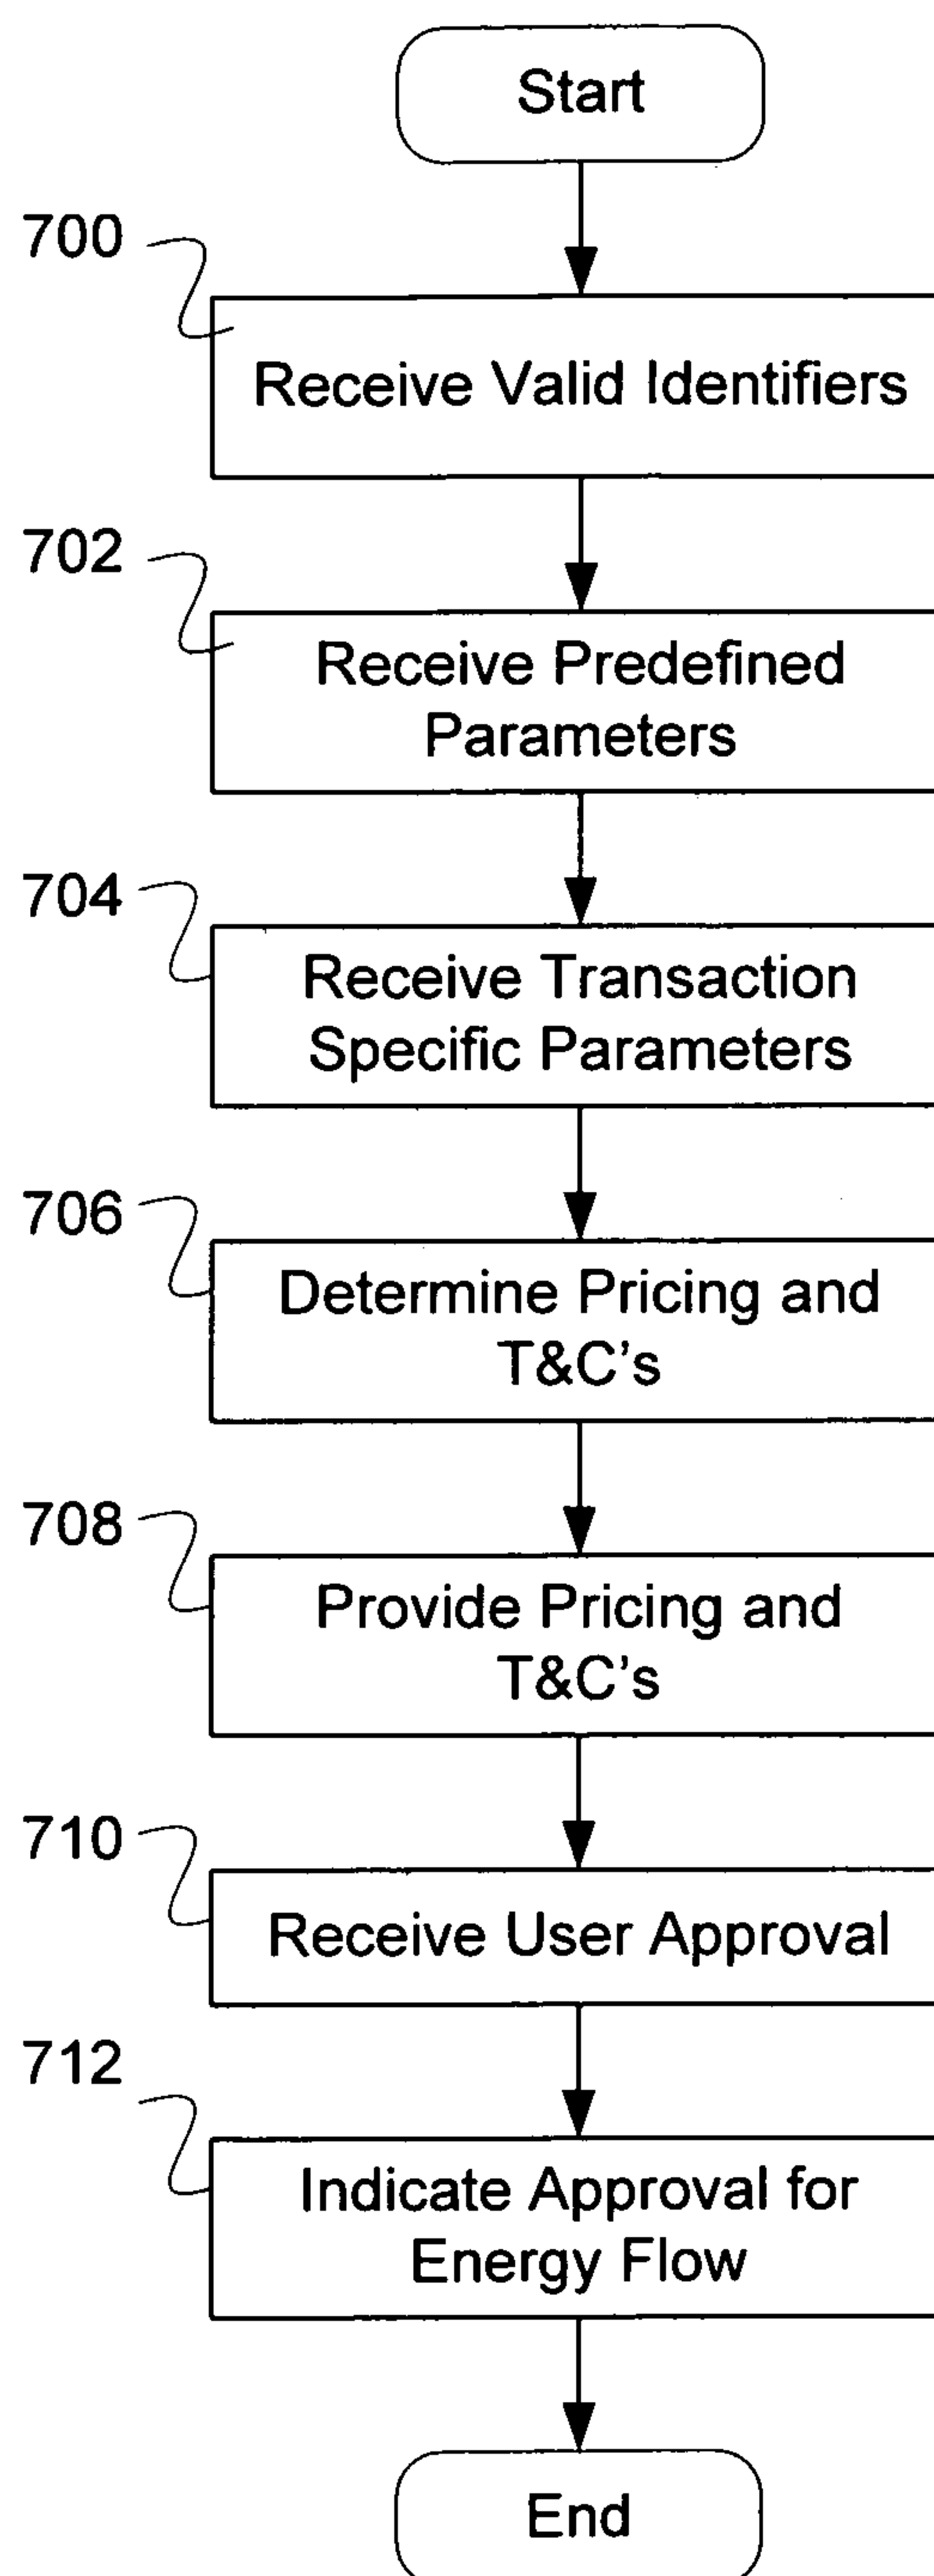 Start
700
Receive Valid Identifiers
702
Receive Predefined
Parameters
704
Receive Transaction
Specific Parameters
706
Determine Pricing and
T&C's
708
Provide Pricing and
T&C's
710
Receive User Approval
712
Indicate Approval for
Energy Flow
End